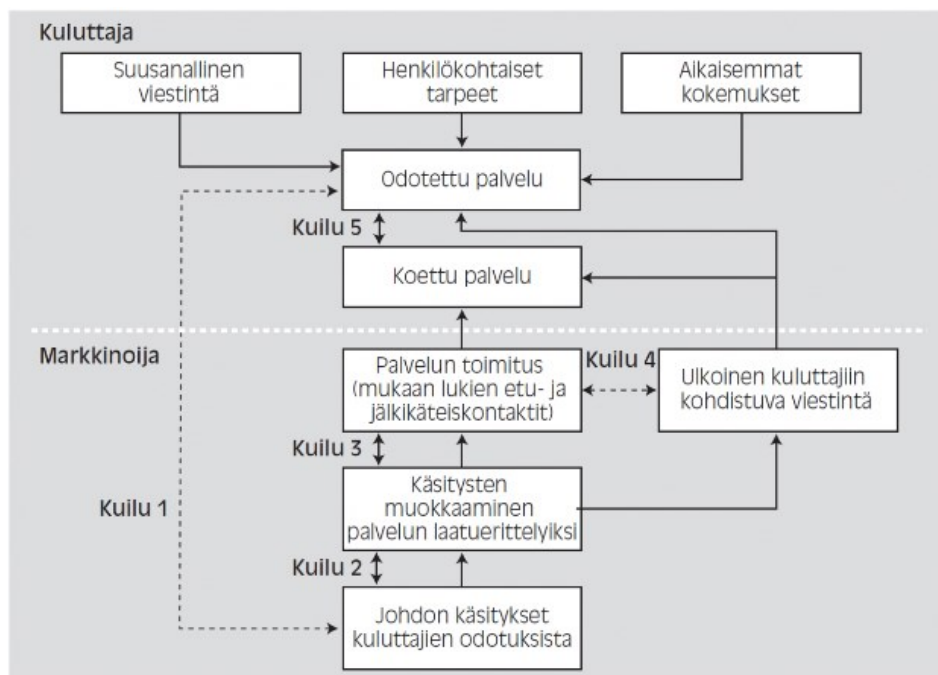 Kuluttaja
Suusanallinen
viestintä
Henkilökohtaiset
tarpeet
Aikaisemmat
kokemukset
Odotettu palvelu
Kuilu 5
Koettu palvelu
Markkinoija
Palvelun toimitus
(mukaan lukien etu- ja
jälkikäteiskontaktit)
Kuilu 4
Ulkoinen kuluttajiin
kohdistuva viestintä
Kuilu 3
Käsitysten
muokkaaminen
palvelun laatuerittelyiksi
Kuilu 1
Kuilu 2
Johdon käsitykset
kuluttajien odotuksista